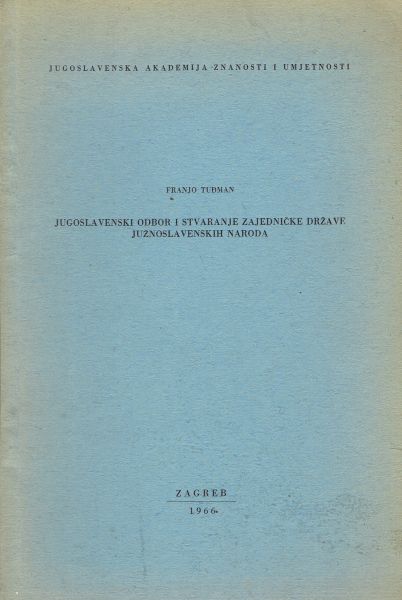 JUGOSLAVENSKA AKADEMIJA ZNANOSTI I UMJETNOSTI
FRANJO TUĐMAN
JUGOSLAVENSKI ODBOR I STVARANJE ZAJEDNIČKE DRŽAVE
JUŽNOSLAVENSKIH NARODA
ZAGREB
1966